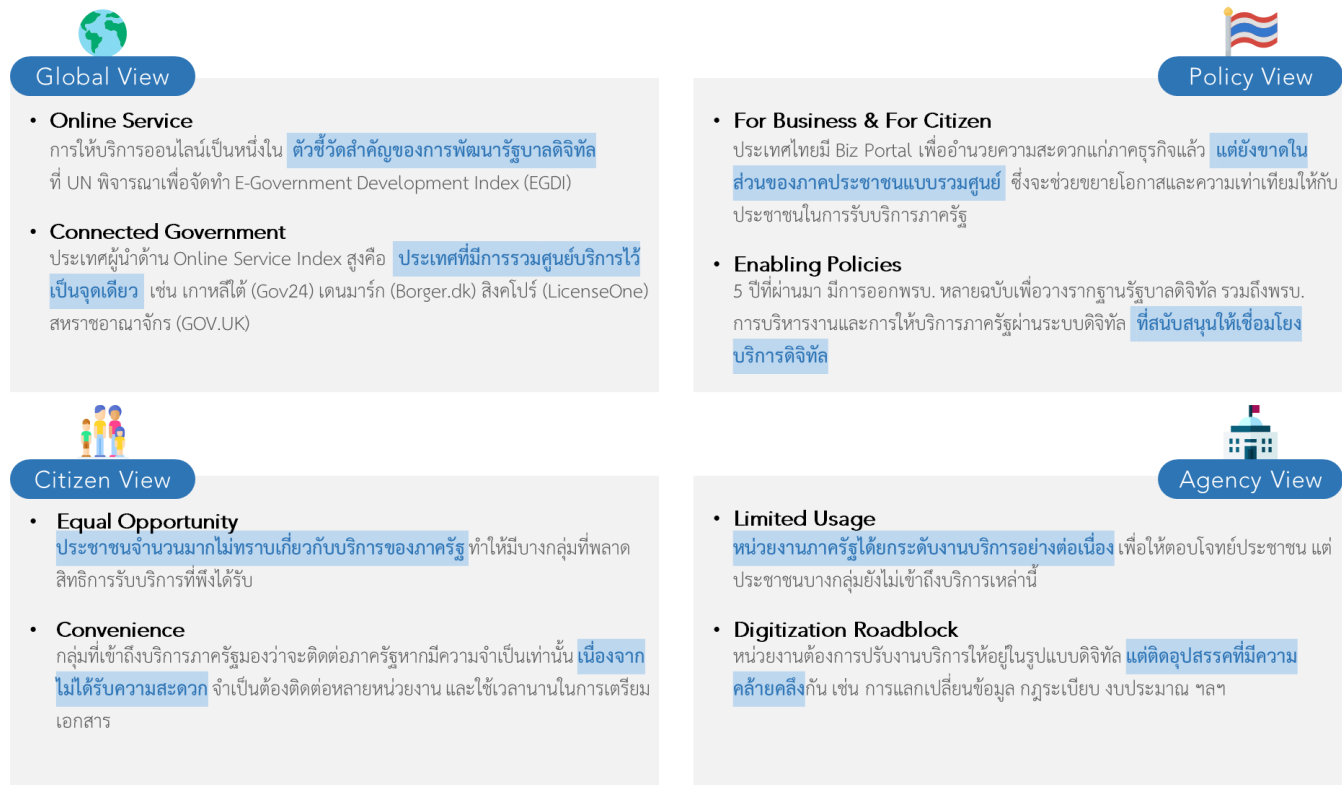 Global View
• Online Service
การให้บริการออนไลน์เป็นหนึ่งใน ตัวชี้วัดสำคัญของการพัฒนารัฐบาลดิจิทัล
ที่ UN พิจารณาเพื่อจัดทำ E-Government Development Index (EGDI)
• Connected Government
ประเทศผู้นำด้าน Online Service Index สูงคือ ประเทศที่มีการรวมศูนย์บริการไว้
เป็นจุดเดียว เช่น เกาหลีใต้ (Gov24) เดนมาร์ก (Borger.dk) สิงคโปร์ (LicenseOne)
สหราชอาณาจักร (GOV.UK)
Policy View
• For Business & For Citizen
ประเทศไทยมี Biz Portal เพื่ออำนวยความสะดวกแก่ภาคธุรกิจแล้ว แต่ยังขาดใน
ส่วนของภาคประชาชนแบบรวมศูนย์ ซึ่งจะช่วยขยายโอกาสและความเท่าเทียมให้กับ
ประชาชนในการรับบริการภาครัฐ
• Enabling Policies
5 ปีที่ผ่านมา มีการออกพรบ. หลายฉบับเพื่อวางรากฐานรัฐบาลดิจิทัล รวมถึงพรบ.
การบริหารงานและการให้บริการภาครัฐผ่านระบบดิจิทัล ที่สนับสนุนให้เชื่อมโยง
บริการดิจิทัล
Citizen View
• Equal Opportunity
ประชาชนจำนวนมากไม่ทราบเกี่ยวกับบริการของภาครัฐ ทำให้มีบางกลุ่มที่พลาด
สิทธิการรับบริการที่พึงได้รับ
• Convenience
กลุ่มที่เข้าถึงบริการภาครัฐมองว่าจะติดต่อภาครัฐหากมีความจำเป็นเท่านั้น เนื่องจาก
ไม่ได้รับความสะดวก จำเป็นต้องติดต่อหลายหน่วยงาน และใช้เวลานานในการเตรียม
เอกสาร
Agency View
• Limited Usage
หน่วยงานภาครัฐได้ยกระดับงานบริการอย่างต่อเนื่อง เพื่อให้ตอบโจทย์ประชาชน แต่
ประชาชนบางกลุ่มยังไม่เข้าถึงบริการเหล่านี้
• Digitization Roadblock
หน่วยงานต้องการปรับงานบริการให้อยู่ในรูปแบบดิจิทัล แต่ติดอุปสรรคที่มีความ
คล้ายคลึงกัน เช่น การแลกเปลี่ยนข้อมูล กฎระเบียบ งบประมาณ ฯลฯ